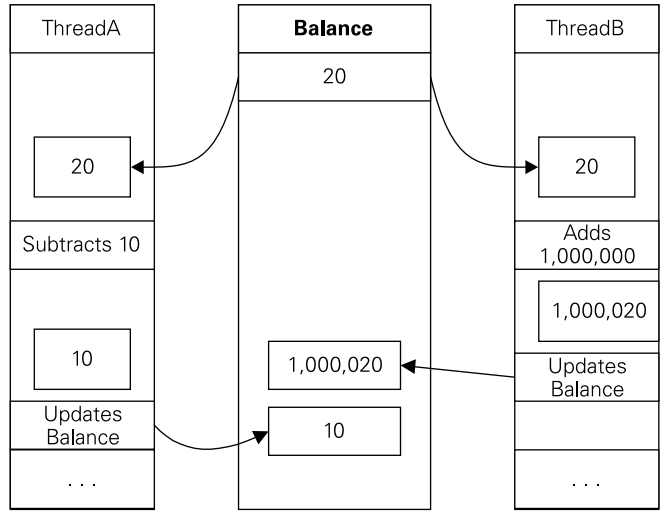 ThreadA
Balance
ThreadB
20
20
20
Subtracts 10
Adds
1,000,000
1,000,020
10
1,000,020
Updates
Balance
Updates
Balance
10
. . .
. . .